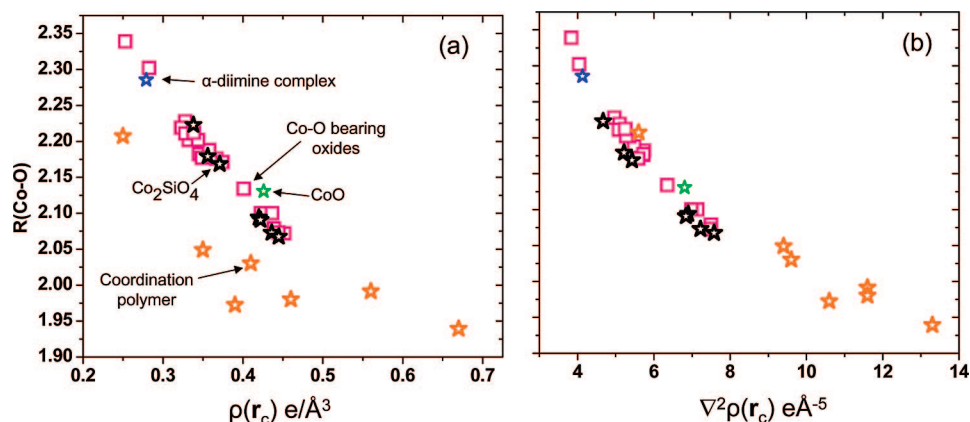 2.35
2.30
2.25
2.20
2.15
2.10
2.05
2.00
1.95
1.90
R(Co-O)
(a)
α-diimine complex
Co-O bearing
oxides
Co₂SiO₄
CoO
Coordination
polymer
0.2 0.3 0.4 0.5 0.6 0.7
ρ(r_c) e/Å³
(b)
4 6 8 10 12 14
∇²ρ(r_c) eÅ⁻⁵